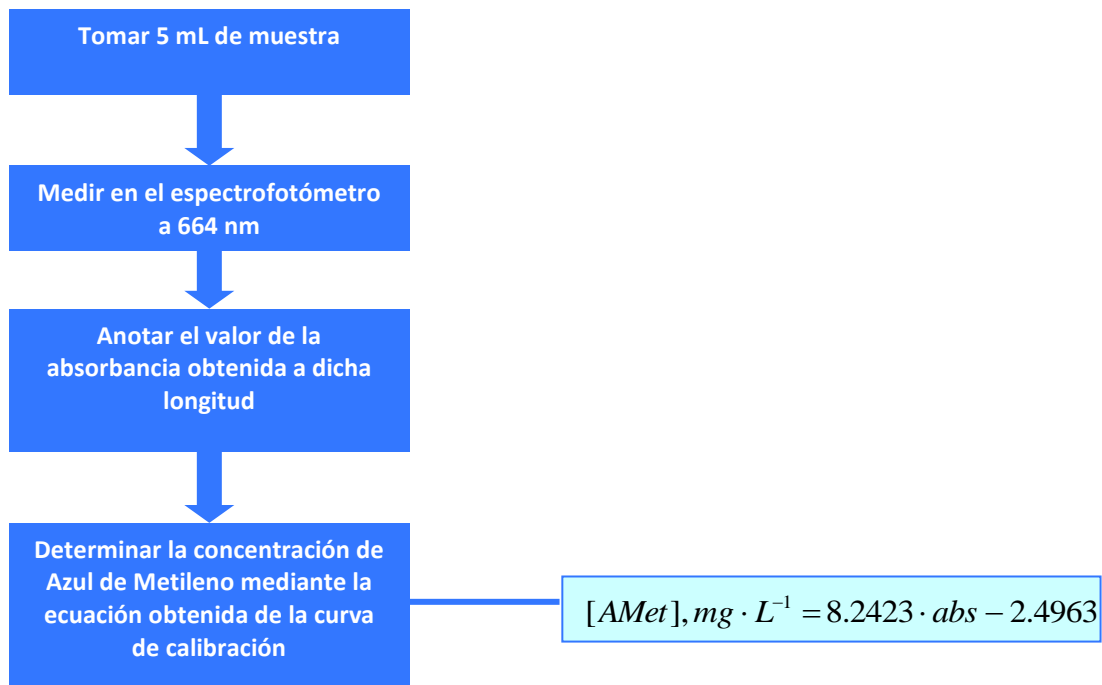 Tomar 5 mL de muestra
Medir en el espectrofotómetro
a 664 nm
Anotar el valor de la
absorbancia obtenida a dicha
longitud
Determinar la concentración de
Azul de Metileno mediante la
ecuación obtenida de la curva
de calibración
[AMet], mg · L⁻¹ = 8.2423 · abs − 2.4963